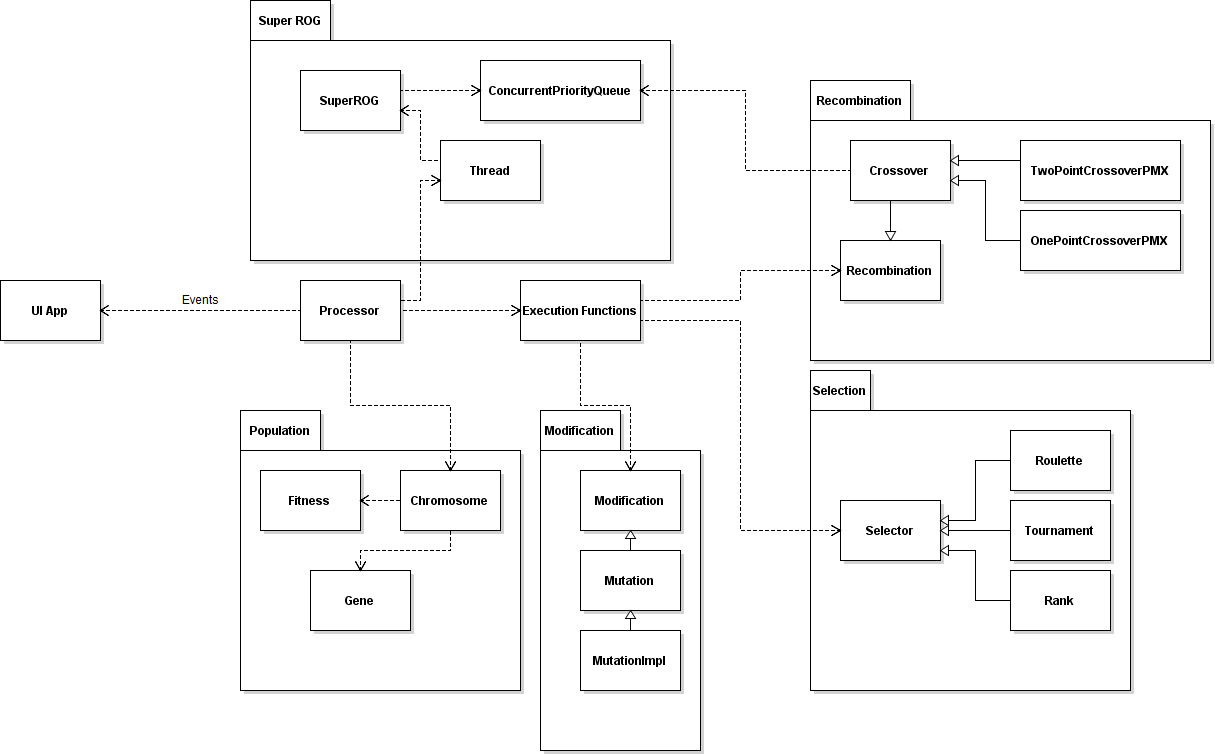 Super ROG
SuperROG
ConcurrentPriorityQueue
Thread
Recombination
Crossover
TwoPointCrossoverPMX
OnePointCrossoverPMX
Recombination
UI App
Events
Processor
Execution Functions
Population
Fitness
Chromosome
Gene
Modification
Modification
Mutation
MutationImpl
Selection
Selector
Roulette
Tournament
Rank